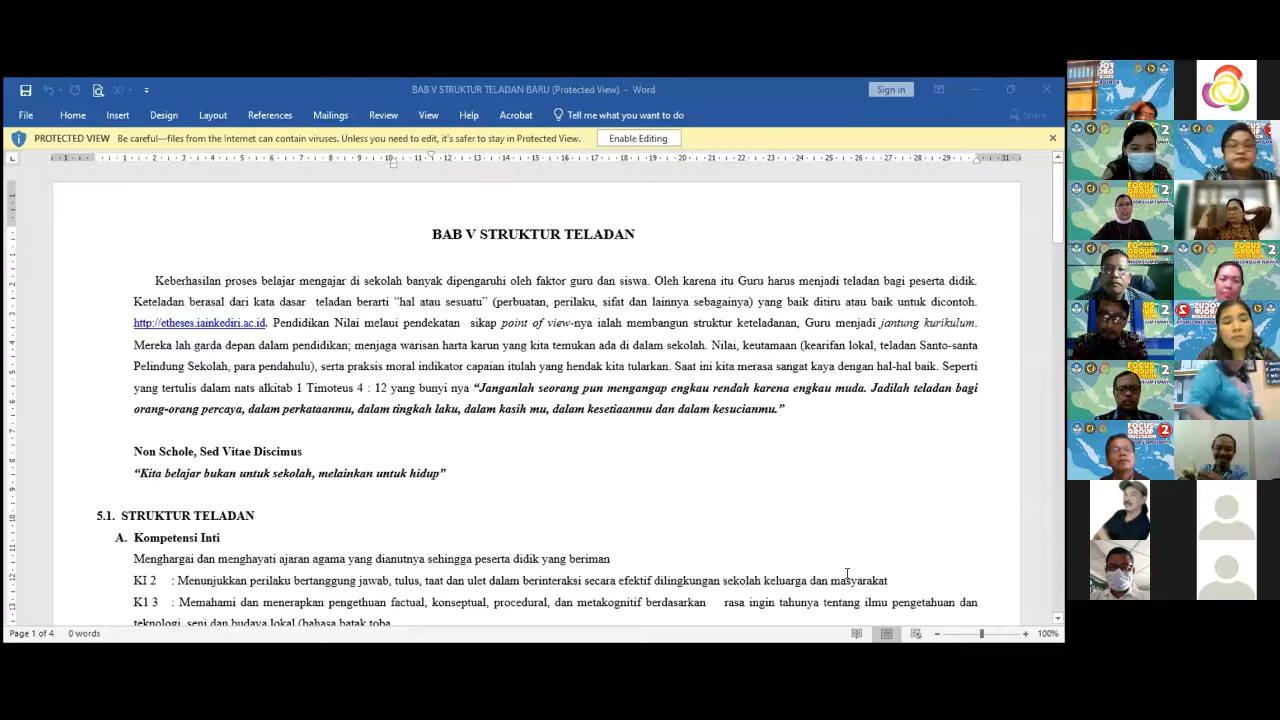 BAB V STRUKTUR TELADAN BARU (Protected View) - Word
Sign in
File Home Insert Design Layout References Mailings Review View Help Acrobat Tell me what you want to do Share
PROTECTED VIEW Be careful—files from the Internet can contain viruses. Unless you need to edit, it's safer to stay in Protected View. Enable Editing
BAB V STRUKTUR TELADAN
Keberhasilan proses belajar mengajar di sekolah banyak dipengaruhi oleh faktor guru dan siswa. Oleh karena itu Guru harus menjadi teladan bagi peserta didik.
Keteladan berasal dari kata dasar teladan berarti “hal atau sesuatu” (perbuatan, perilaku, sifat dan lainnya sebagainya) yang baik ditiru atau baik untuk dicontoh.
http://etheses.iainkediri.ac.id. Pendidikan Nilai melaui pendekatan sikap point of view-nya ialah membangun struktur keteladanan, Guru menjadi jantung kurikulum.
Mereka lah garda depan dalam pendidikan; menjaga warisan harta karun yang kita temukan ada di dalam sekolah. Nilai, keutamaan (kearifan lokal, teladan Santo-santa
Pelindung Sekolah, para pendahulu), serta praksis moral indikator capaian itulah yang hendak kita tularkan. Saat ini kita merasa sangat kaya dengan hal-hal baik. Seperti
yang tertulis dalam nats alkitab 1 Timoteus 4 : 12 yang bunyi nya “Janganlah seorang pun mengangap engkau rendah karena engkau muda. Jadilah teladan bagi
orang-orang percaya, dalam perkataanmu, dalam tingkah laku, dalam kasih mu, dalam kesetiaanmu dan dalam kesucianmu.”
Non Schole, Sed Vitae Discimus
“Kita belajar bukan untuk sekolah, melainkan untuk hidup”
5.1. STRUKTUR TELADAN
A. Kompetensi Inti
Menghargai dan menghayati ajaran agama yang dianutnya sehingga peserta didik yang beriman
KI 2 : Menunjukkan perilaku bertanggung jawab, tulus, taat dan ulet dalam berinteraksi secara efektif dilingkungan sekolah keluarga dan masyarakat
K1 3 : Memahami dan menerapkan pengethuan factual, konseptual, procedural, dan metakognitif berdasarkan rasa ingin tahunya tentang ilmu pengetahuan dan
teknologi, seni dan budaya lokal (bahasa batak toba
Page 1 of 4 0 words 100%
FOCUS GROUP DISCUSSION 2